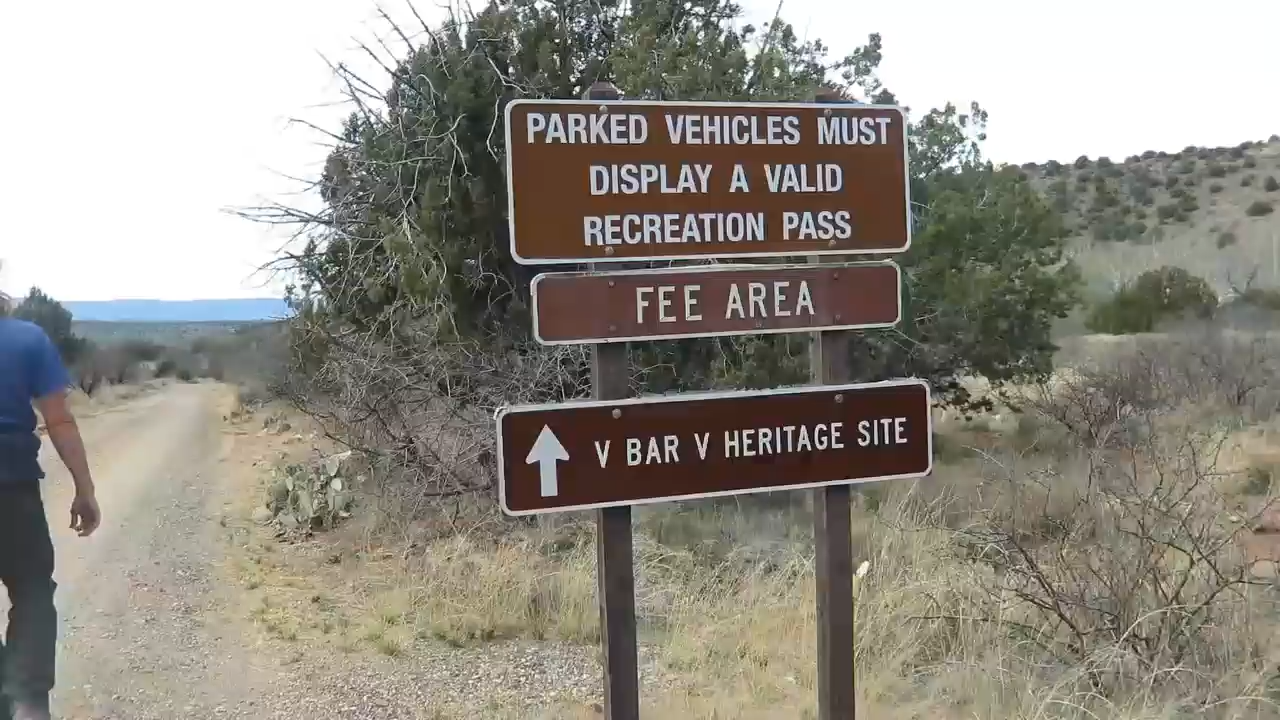 PARKED VEHICLES MUST
DISPLAY A VALID
RECREATION PASS
FEE AREA
V BAR V HERITAGE SITE